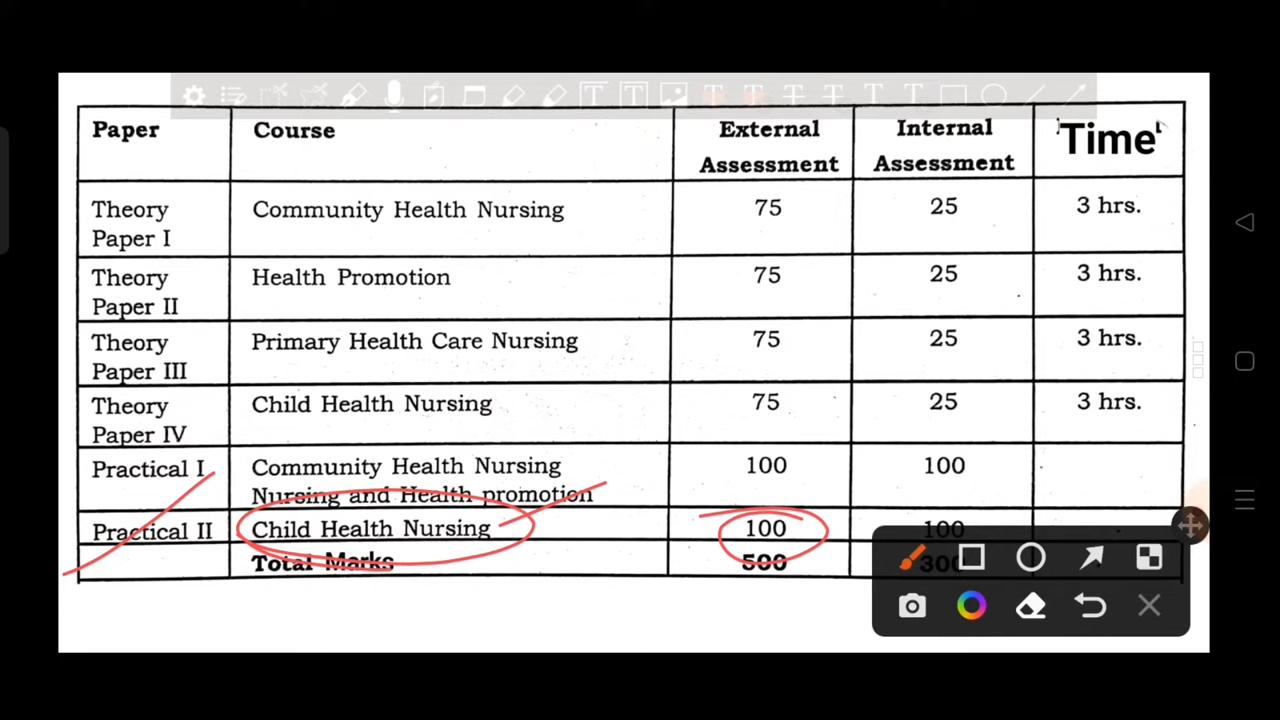 Paper Course External Assessment Internal Assessment Time
Theory Paper I Community Health Nursing 75 25 3 hrs.
Theory Paper II Health Promotion 75 25 3 hrs.
Theory Paper III Primary Health Care Nursing 75 25 3 hrs.
Theory Paper IV Child Health Nursing 75 25 3 hrs.
Practical I Community Health Nursing 100 100
Nursing and Health promotion
Practical II Child Health Nursing 100 100
Total Marks 500 300